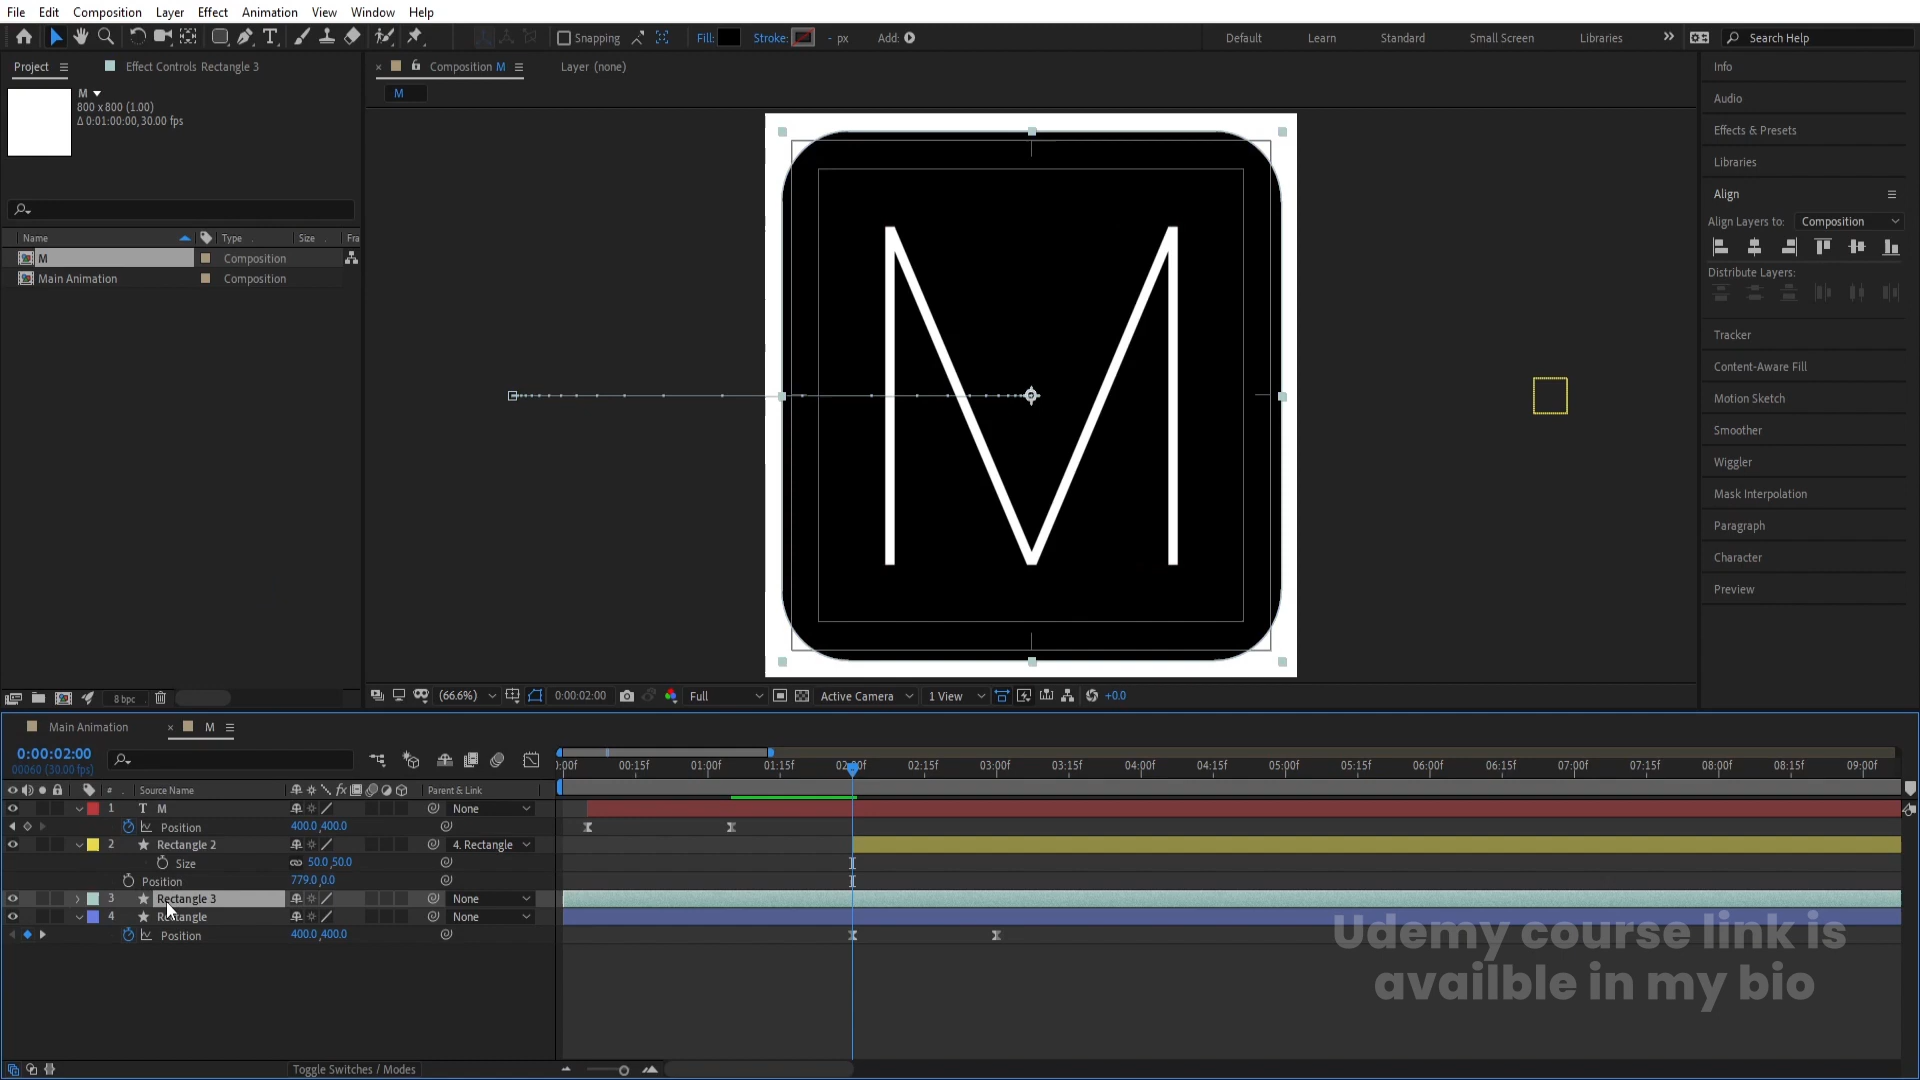 File Edit Composition Layer Effect Animation View Window Help
Snapping Fill: Stroke: - px Add: Default Learn Standard Small Screen Libraries Search Help
Project Effect Controls Rectangle 3
M
800 x 800 (1.00)
Δ 0:01:00:00, 30.00 fps
Name Type Size Fra
M Composition
Main Animation Composition
8 bpc
Composition M Layer (none)
M
M
(66.6%) 0:00:02:00 Full Active Camera 1 View +0.0
Info
Audio
Effects & Presets
Libraries
Align
Align Layers to: Composition
Distribute Layers:
Tracker
Content-Aware Fill
Motion Sketch
Smoother
Wiggler
Mask Interpolation
Paragraph
Character
Preview
Main Animation M
0:00:02:00
00060 (30.00 fps)
:00f 00:15f 01:00f 01:15f 02:00f 02:15f 03:00f 03:15f 04:00f 04:15f 05:00f 05:15f 06:00f 06:15f 07:00f 07:15f 08:00f 08:15f 09:00f
# Source Name fx Parent & Link
1 T M None
Position 400.0,400.0
2 Rectangle 2 4. Rectangle
Size 50.0,50.0
Position 779.0,0.0
3 Rectangle 3 None
4 Rectangle None
Position 400.0,400.0
Toggle Switches / Modes
Udemy course link is
availble in my bio